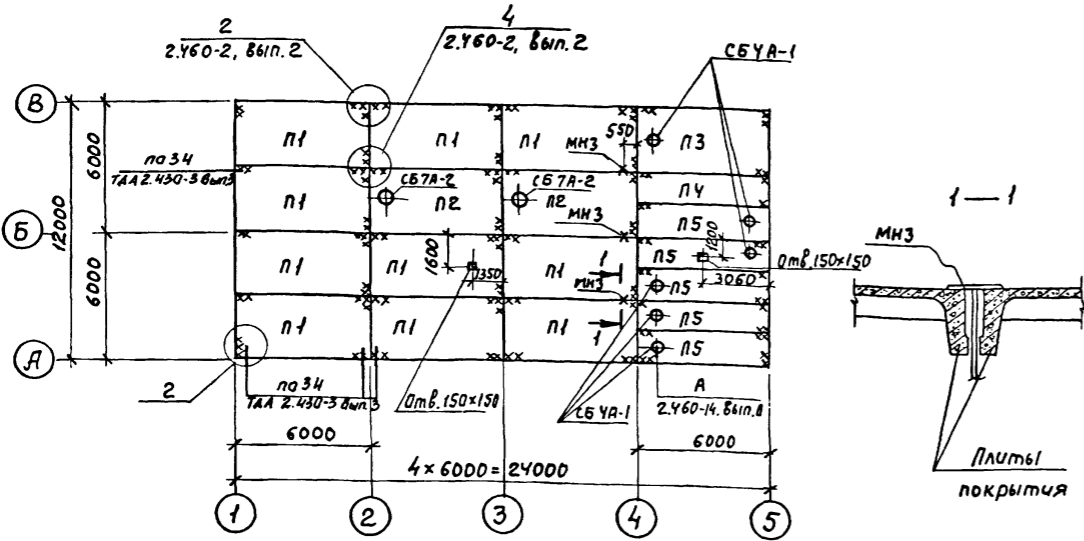 2
2.460-2, вып. 2
4
2.460-2, вып. 2
СБ4А-1
В
Б
А
12000
6000
6000
па 34
ТДА 2.430-3 вып 3
П1
П1
П1
550
П3
МН3
П1
СБ7А-2
П2
СБ7А-2
П2
П4
МН3
П5
1200
П1
П1
1600
1350
П1
1
П5
Отв. 150×150
3060
МН3
П5
П1
П1
П1
1
П5
П5
2
па 34
ТДА 2.430-3 вып 3
Отв. 150×150
СБ4А-1
А
2.460-14. вып. 0
6000
6000
4 × 6000 = 24000
1
2
3
4
5
1 — 1
МН3
Плиты
покрытия